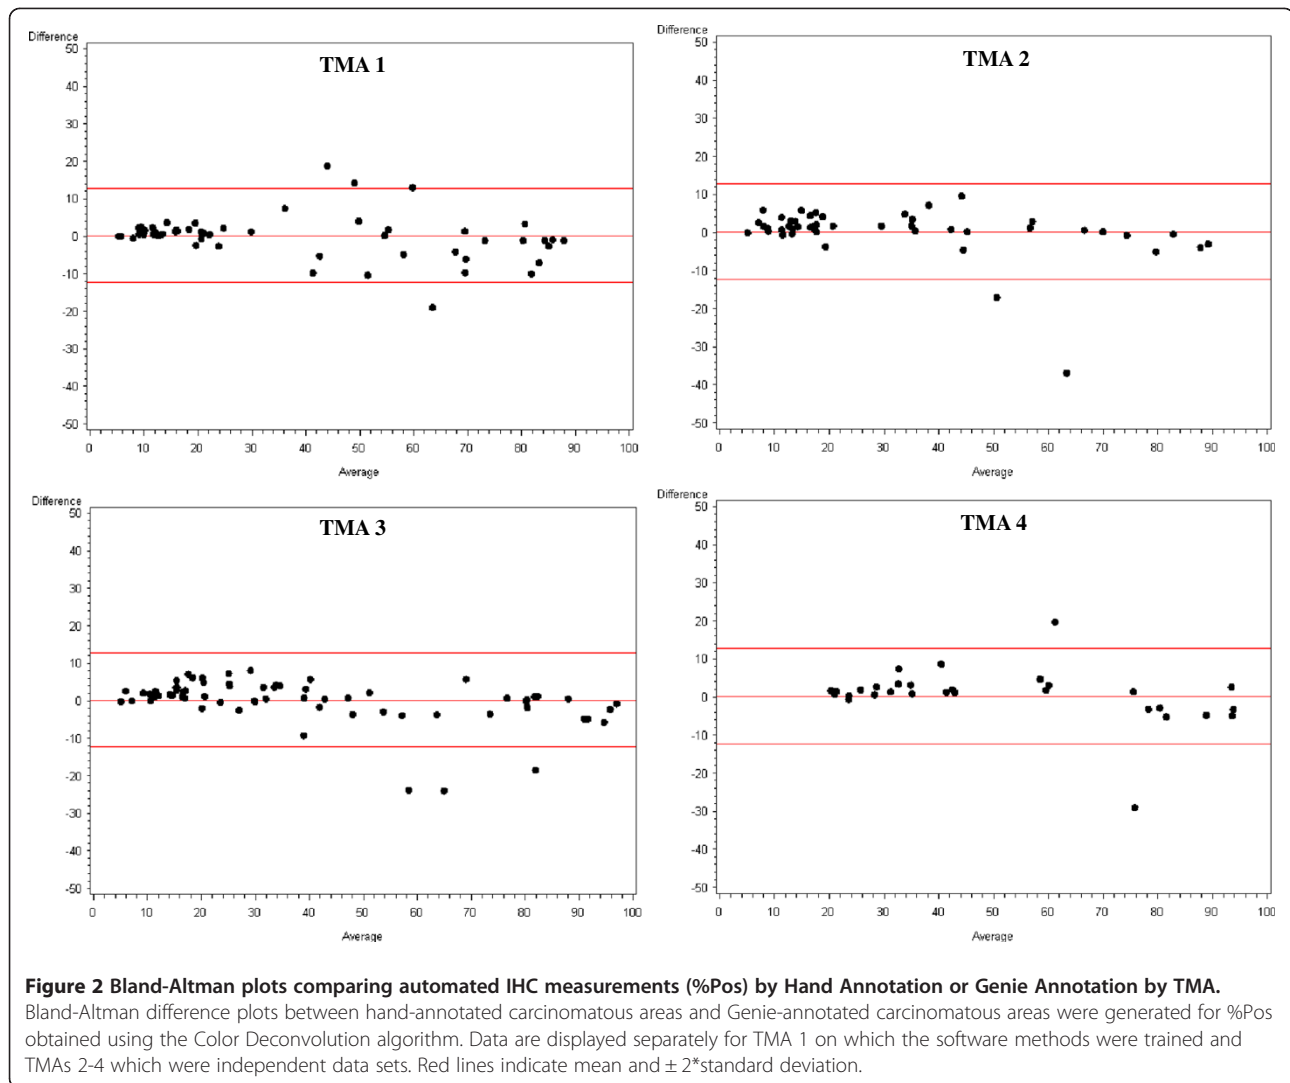 Difference
50
40
30
20
10
0
-10
-20
-30
-40
-50
TMA 1
0 10 20 30 40 50 60 70 80 90 100
Average
Difference
50
40
30
20
10
0
-10
-20
-30
-40
-50
TMA 2
0 10 20 30 40 50 60 70 80 90 100
Average
Difference
50
40
30
20
10
0
-10
-20
-30
-40
-50
TMA 3
0 10 20 30 40 50 60 70 80 90 100
Average
Difference
50
40
30
20
10
0
-10
-20
-30
-40
-50
TMA 4
0 10 20 30 40 50 60 70 80 90 100
Average
Figure 2 Bland-Altman plots comparing automated IHC measurements (%Pos) by Hand Annotation or Genie Annotation by TMA.
Bland-Altman difference plots between hand-annotated carcinomatous areas and Genie-annotated carcinomatous areas were generated for %Pos
obtained using the Color Deconvolution algorithm. Data are displayed separately for TMA 1 on which the software methods were trained and
TMAs 2-4 which were independent data sets. Red lines indicate mean and ± 2*standard deviation.